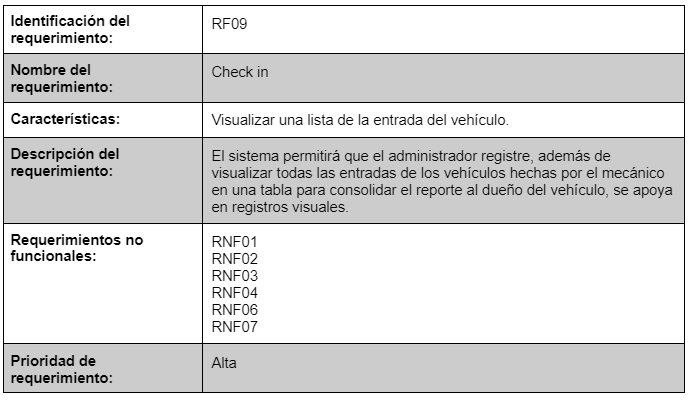 Identificación del
requerimiento:
RF09
Nombre del
requerimiento:
Check in
Características:
Visualizar una lista de la entrada del vehículo.
Descripción del
requerimiento:
El sistema permitirá que el administrador registre, además de
visualizar todas las entradas de los vehículos hechas por el mecánico
en una tabla para consolidar el reporte al dueño del vehículo, se apoya
en registros visuales.
Requerimientos no
funcionales:
RNF01
RNF02
RNF03
RNF04
RNF06
RNF07
Prioridad de
requerimiento:
Alta